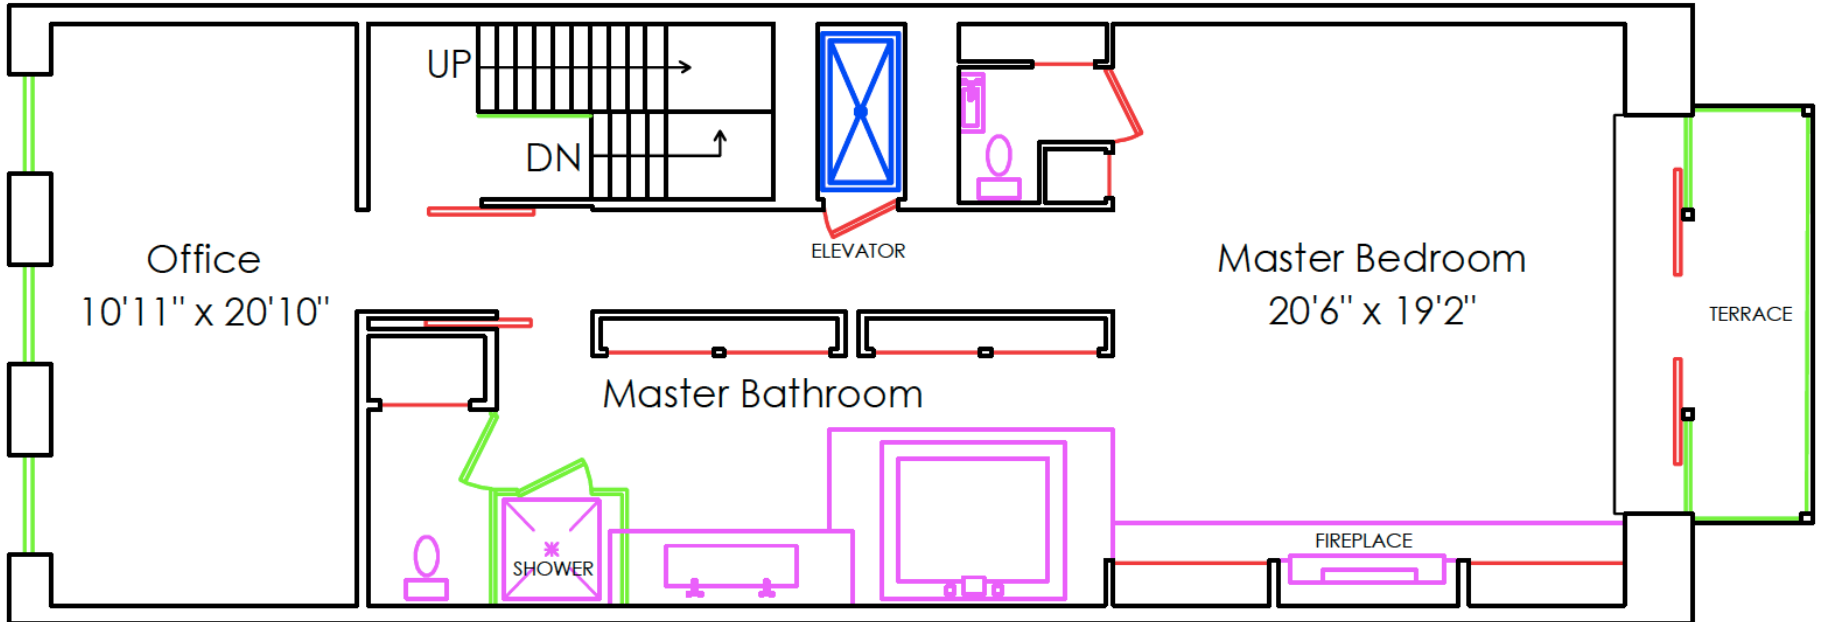 UP
DN
ELEVATOR
Office
10'11" x 20'10"
Master Bedroom
20'6" x 19'2"
TERRACE
Master Bathroom
FIREPLACE
SHOWER